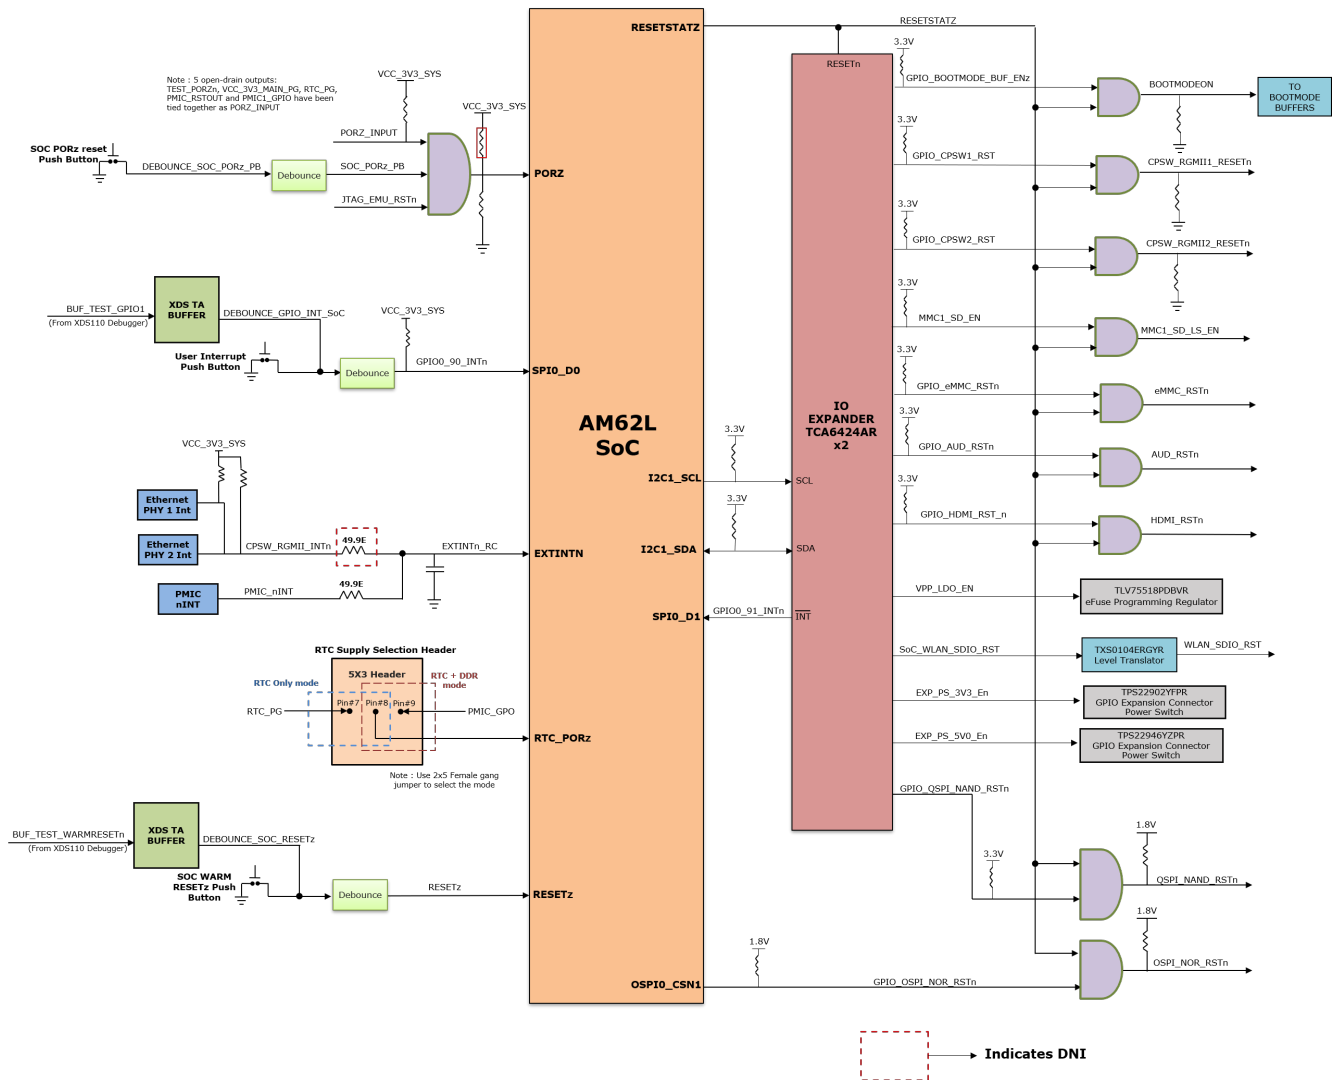 RESETSTATZ
RESETSTATZ
3.3V
RESETn
GPIO_BOOTMODE_BUF_ENz
BOOTMODEON
TO
BOOTMODE
BUFFERS
Note : 5 open-drain outputs:
TEST_PORZn, VCC_3V3_MAIN_PG, RTC_PG,
PMIC_RSTOUT and PMIC1_GPIO have been
tied together as PORZ_INPUT
VCC_3V3_SYS
VCC_3V3_SYS
PORZ_INPUT
SOC PORz reset
Push Button
DEBOUNCE_SOC_PORz_PB
Debounce
SOC_PORz_PB
JTAG_EMU_RSTn
PORZ
3.3V
GPIO_CPSW1_RST
CPSW_RGMII1_RESETn
3.3V
GPIO_CPSW2_RST
CPSW_RGMII2_RESETn
BUF_TEST_GPIO1
(From XDS110 Debugger)
XDS TA
BUFFER
DEBOUNCE_GPIO_INT_SoC
VCC_3V3_SYS
User Interrupt
Push Button
Debounce
GPIO0_90_INTn
SPI0_D0
3.3V
MMC1_SD_EN
MMC1_SD_LS_EN
3.3V
GPIO_eMMC_RSTn
eMMC_RSTn
AM62L
SoC
IO
EXPANDER
TCA6424AR
x2
3.3V
GPIO_AUD_RSTn
AUD_RSTn
VCC_3V3_SYS
Ethernet
PHY 1 Int
Ethernet
PHY 2 Int
CPSW_RGMII_INTn
49.9E
EXTINTn_RC
EXTINTN
PMIC
nINT
PMIC_nINT
49.9E
3.3V
I2C1_SCL
SCL
3.3V
I2C1_SDA
SDA
3.3V
GPIO_HDMI_RST_n
HDMI_RSTn
SPI0_D1
GPIO0_91_INTn
INT
VPP_LDO_EN
TLV75518PDBVR
eFuse Programming Regulator
SoC_WLAN_SDIO_RST
TXS0104ERGYR
Level Translator
WLAN_SDIO_RST
EXP_PS_3V3_En
TPS22902YFPR
GPIO Expansion Connector
Power Switch
EXP_PS_5V0_En
TPS22946YZPR
GPIO Expansion Connector
Power Switch
RTC Supply Selection Header
5X3 Header
RTC Only mode
RTC + DDR
mode
Pin#7
Pin#8
Pin#9
RTC_PG
PMIC_GPO
RTC_PORz
Note : Use 2x5 Female gang
jumper to select the mode
GPIO_QSPI_NAND_RSTn
BUF_TEST_WARMRESETn
(From XDS110 Debugger)
XDS TA
BUFFER
DEBOUNCE_SOC_RESETz
SOC WARM
RESETz Push
Button
Debounce
RESETz
RESETz
3.3V
1.8V
QSPI_NAND_RSTn
1.8V
OSPI_NOR_RSTn
1.8V
OSPI0_CSN1
GPIO_OSPI_NOR_RSTn
Indicates DNI